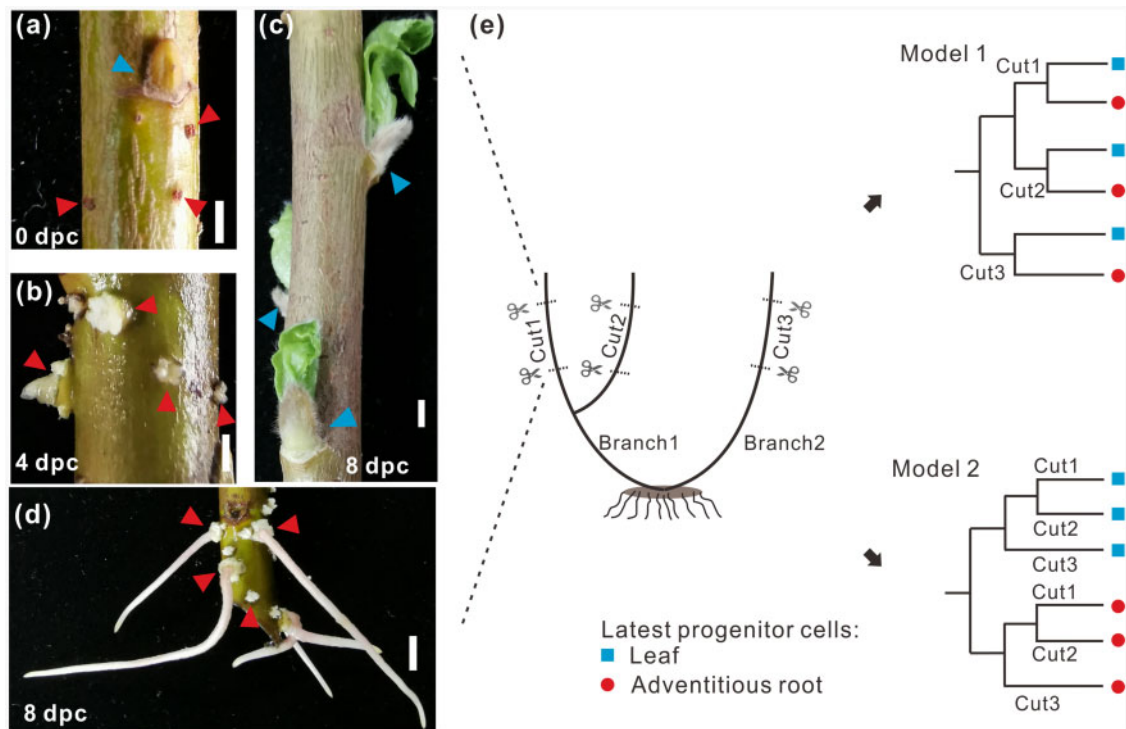 (a)
0 dpc
(b)
4 dpc
(c)
8 dpc
(d)
8 dpc
(e)
Cut1
Cut2
Cut3
Branch1
Branch2
Latest progenitor cells:
Leaf
Adventitious root
Model 1
Cut1
Cut2
Cut3
Model 2
Cut1
Cut2
Cut3
Cut1
Cut2
Cut3